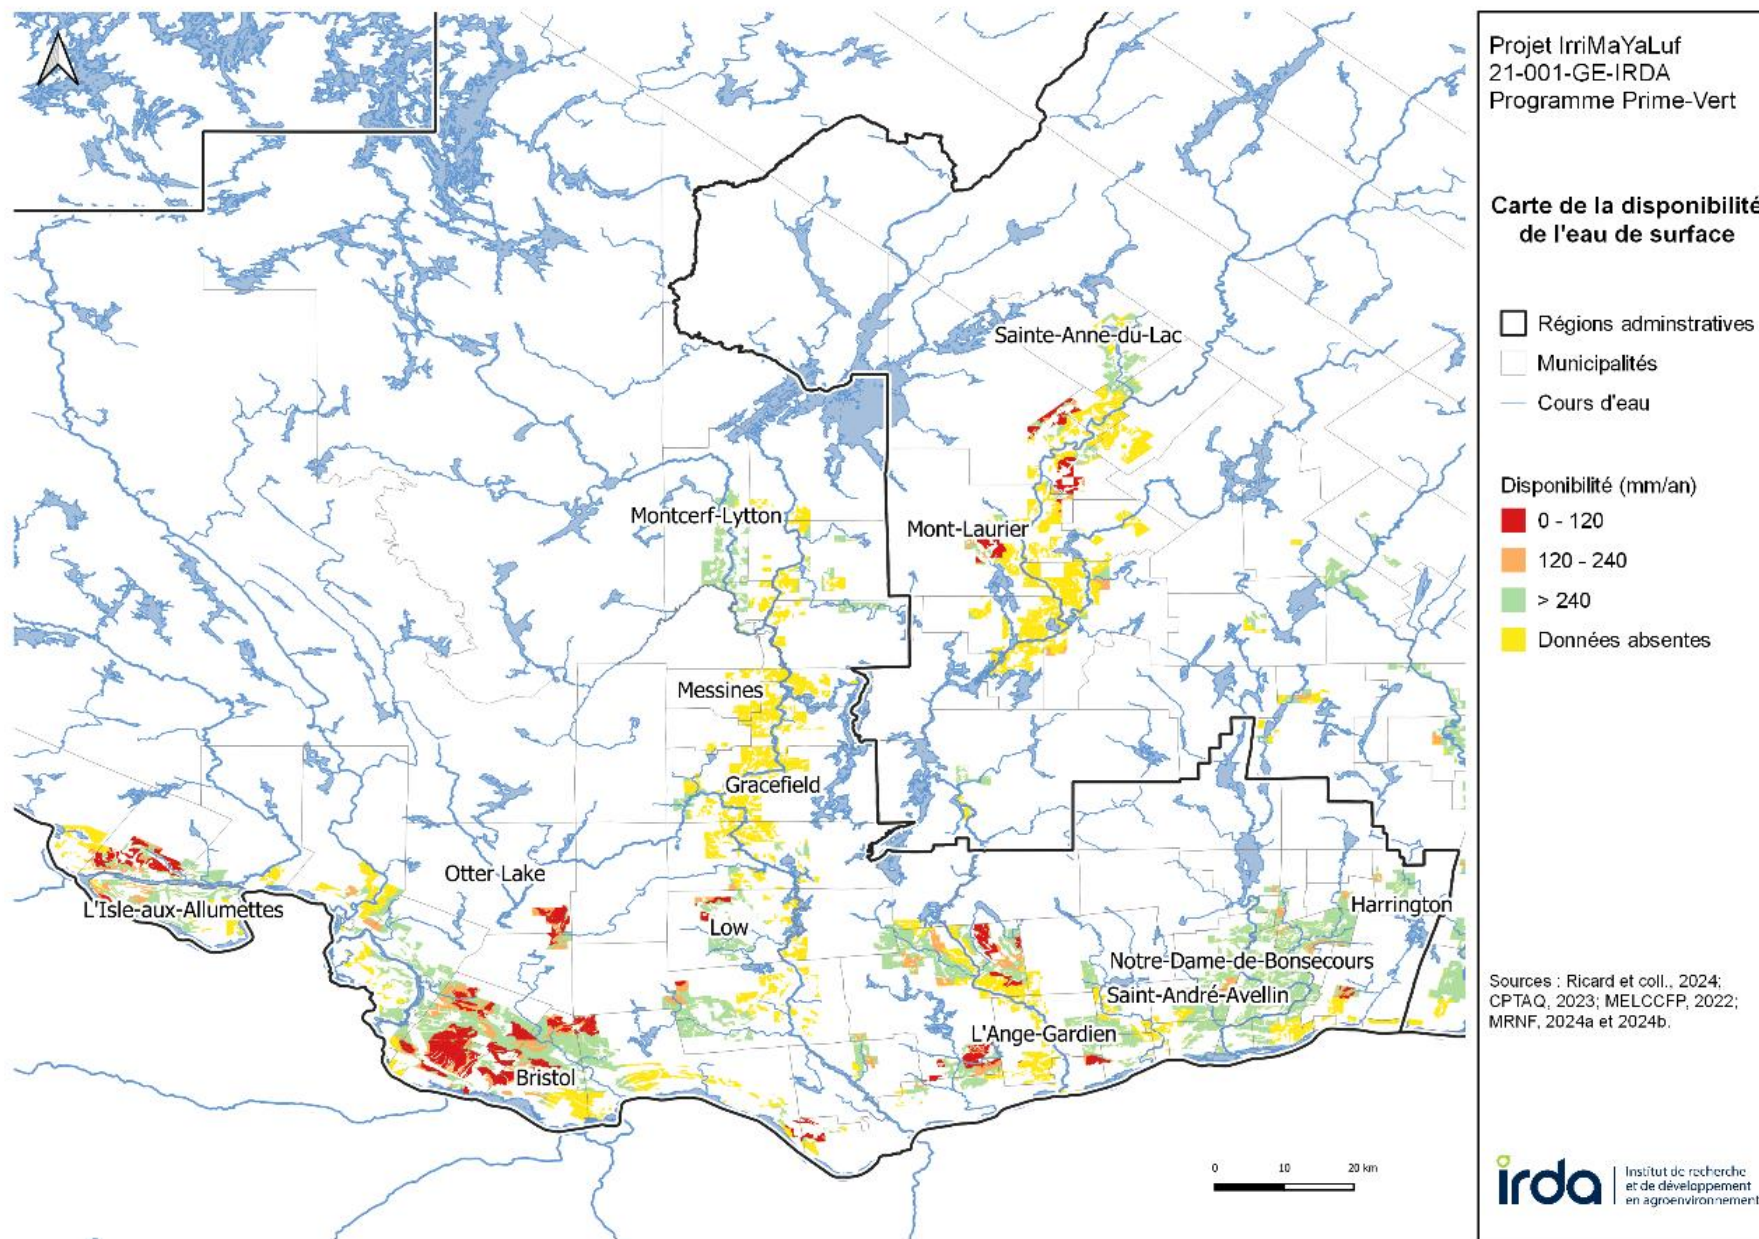 Projet IrriMaYaLuf
21-001-GE-IRDA
Programme Prime-Vert
Carte de la disponibilité
de l'eau de surface
Régions adminstratives
Municipalités
Cours d'eau
Disponibilité (mm/an)
0 - 120
120 - 240
> 240
Données absentes
Sources : Ricard et coll., 2024;
CPTAQ, 2023; MELCCFP, 2022;
MRNF, 2024a et 2024b.
irda
Institut de recherche
et de développement
en agroenvironnement
Sainte-Anne-du-Lac
Montcerf-Lytton
Mont-Laurier
Messines
Gracefield
Otter Lake
L'Isle-aux-Allumettes
Harrington
Low
Notre-Dame-de-Bonsecours
Saint-André-Avellin
L'Ange-Gardien
Bristol
0 10 20 km